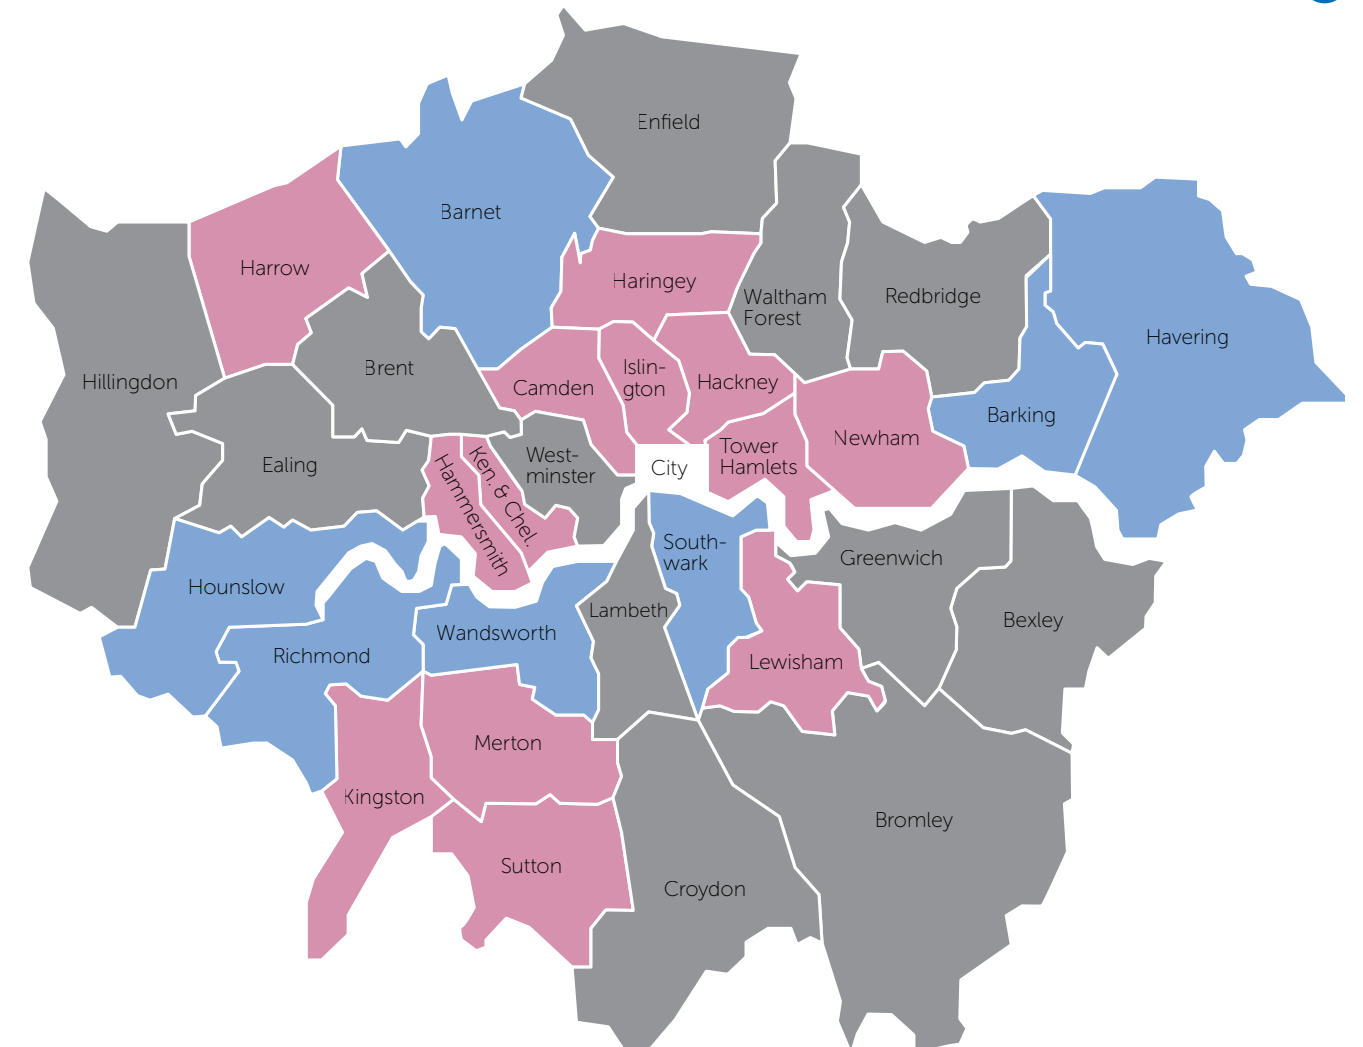 Enfield
Barnet
Harrow
Haringey
Waltham
Forest
Redbridge
Havering
Hillingdon
Brent
Camden
Islin-
gton
Hackney
Barking
Ealing
Hammersmith
Ken. & Chel.
West-
minster
City
Tower
Hamlets
Newham
Hounslow
South-
wark
Greenwich
Richmond
Wandsworth
Lambeth
Lewisham
Bexley
Merton
Kingston
Sutton
Croydon
Bromley